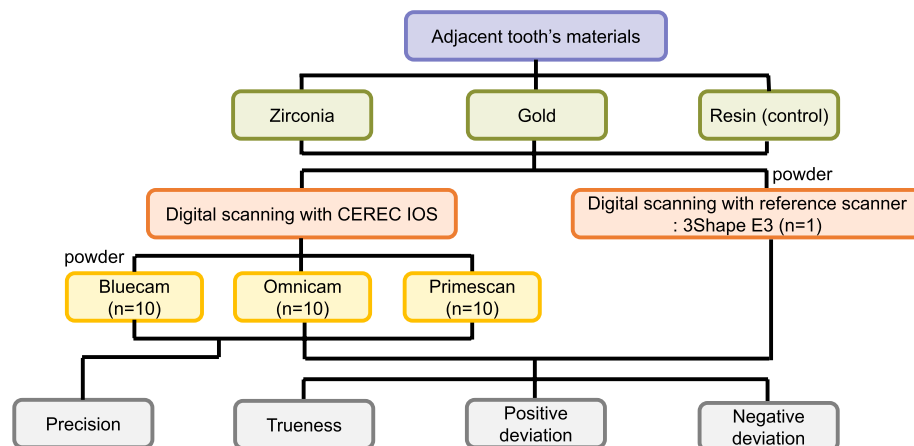 Adjacent tooth's materials
Zirconia
Gold
Resin (control)
powder
Digital scanning with CEREC IOS
Digital scanning with reference scanner
: 3Shape E3 (n=1)
powder
Bluecam
(n=10)
Omnicam
(n=10)
Primescan
(n=10)
Precision
Trueness
Positive
deviation
Negative
deviation